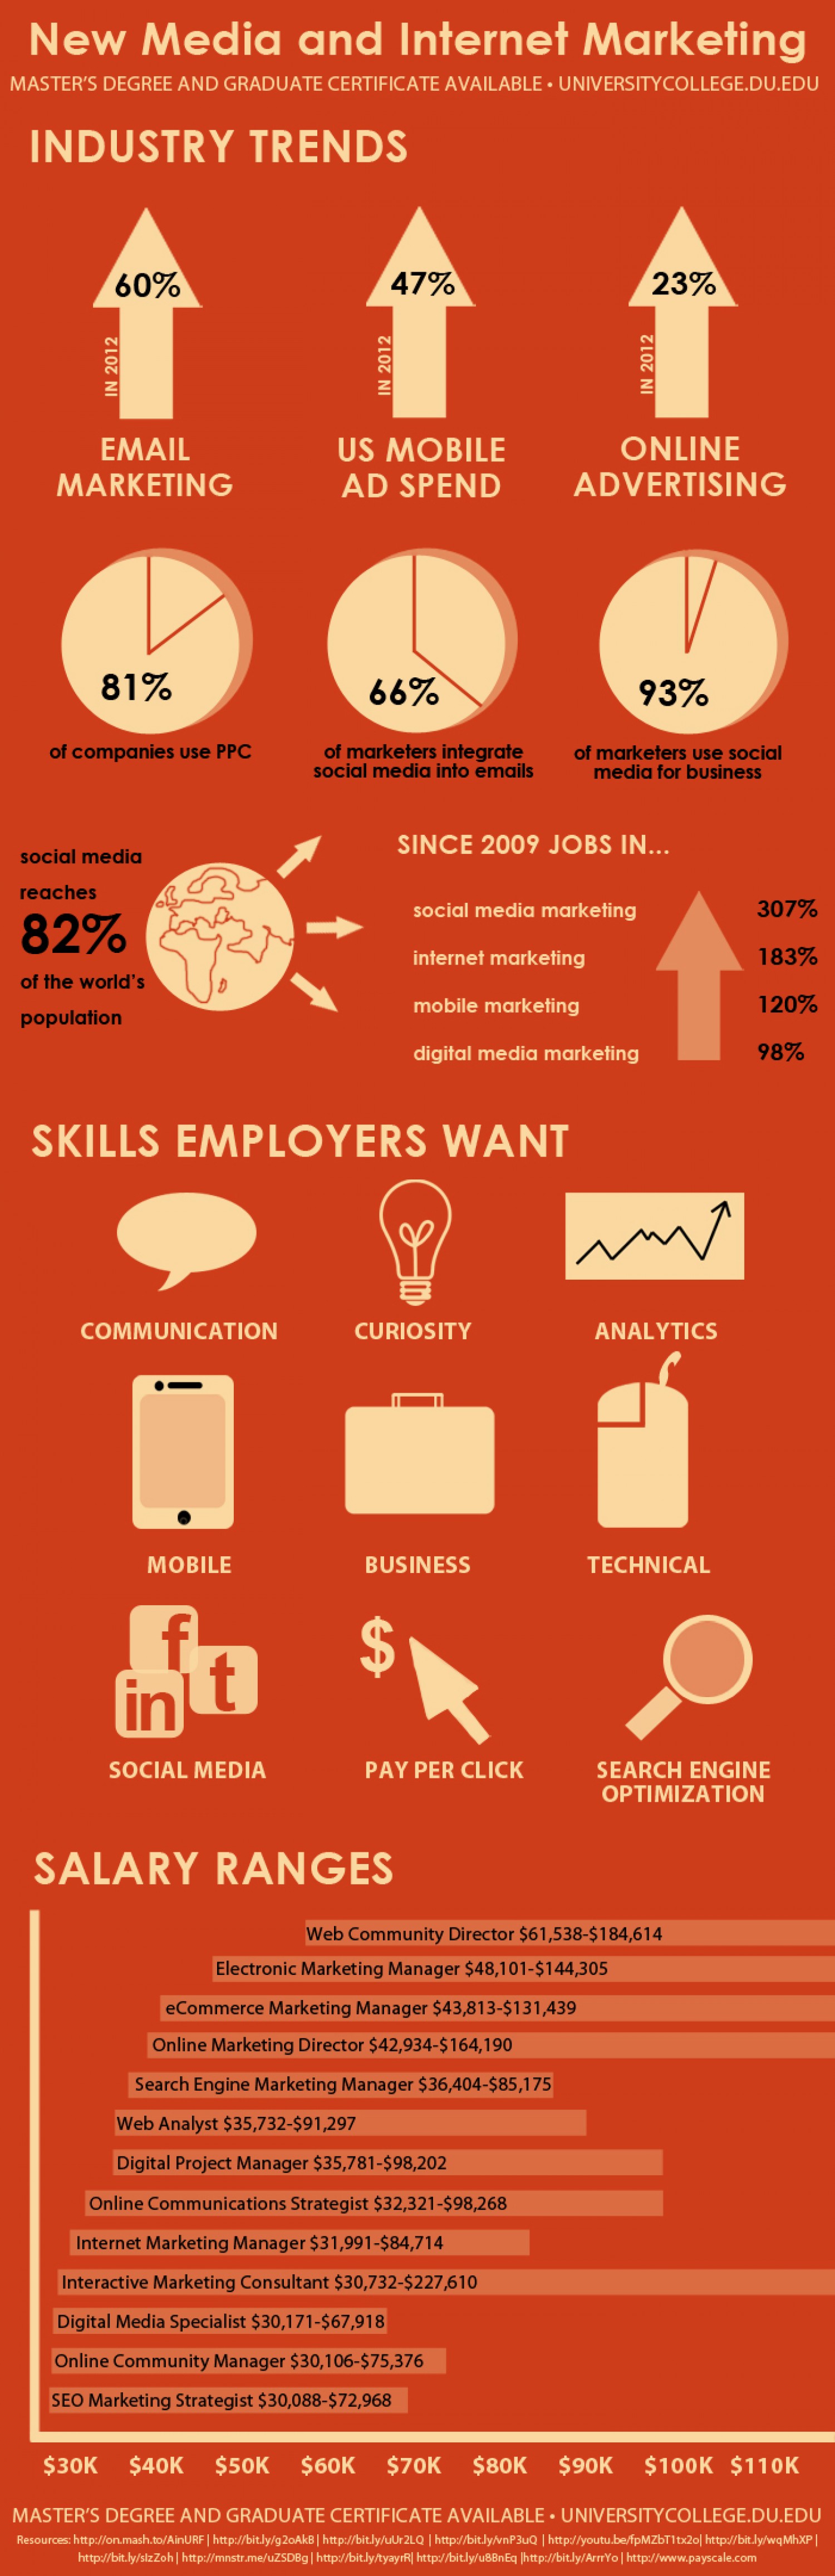 New Media and Internet Marketing
MASTER'S DEGREE AND GRADUATE CERTIFICATE AVAILABLE • UNIVERSITYCOLLEGE.DU.EDU
INDUSTRY TRENDS
60%
IN 2012
EMAIL
MARKETING
47%
IN 2012
US MOBILE
AD SPEND
23%
IN 2012
ONLINE
ADVERTISING
81%
of companies use PPC
66%
of marketers integrate
social media into emails
93%
of marketers use social
media for business
social media
reaches
82%
of the world's
population
SINCE 2009 JOBS IN...
social media marketing 307%
internet marketing 183%
mobile marketing 120%
digital media marketing 98%
SKILLS EMPLOYERS WANT
COMMUNICATION
CURIOSITY
ANALYTICS
MOBILE
BUSINESS
TECHNICAL
f
in
t
SOCIAL MEDIA
$
PAY PER CLICK
SEARCH ENGINE
OPTIMIZATION
SALARY RANGES
Web Community Director $61,538-$184,614
Electronic Marketing Manager $48,101-$144,305
eCommerce Marketing Manager $43,813-$131,439
Online Marketing Director $42,934-$164,190
Search Engine Marketing Manager $36,404-$85,175
Web Analyst $35,732-$91,297
Digital Project Manager $35,781-$98,202
Online Communications Strategist $32,321-$98,268
Internet Marketing Manager $31,991-$84,714
Interactive Marketing Consultant $30,732-$227,610
Digital Media Specialist $30,171-$67,918
Online Community Manager $30,106-$75,376
SEO Marketing Strategist $30,088-$72,968
$30K $40K $50K $60K $70K $80K $90K $100K $110K
MASTER'S DEGREE AND GRADUATE CERTIFICATE AVAILABLE • UNIVERSITYCOLLEGE.DU.EDU
Resources: http://on.mash.to/AinURF | http://bit.ly/g2oAkB | http://bit.ly/uUr2LQ | http://bit.ly/vnP3uQ | http://youtu.be/fpMZbT1tx2o| http://bit.ly/wqMhXP |
http://bit.ly/slzZoh | http://mnstr.me/uZSDBg | http://bit.ly/tyayrR| http://bit.ly/u8BnEq |http://bit.ly/ArrrYo | http://www.payscale.com